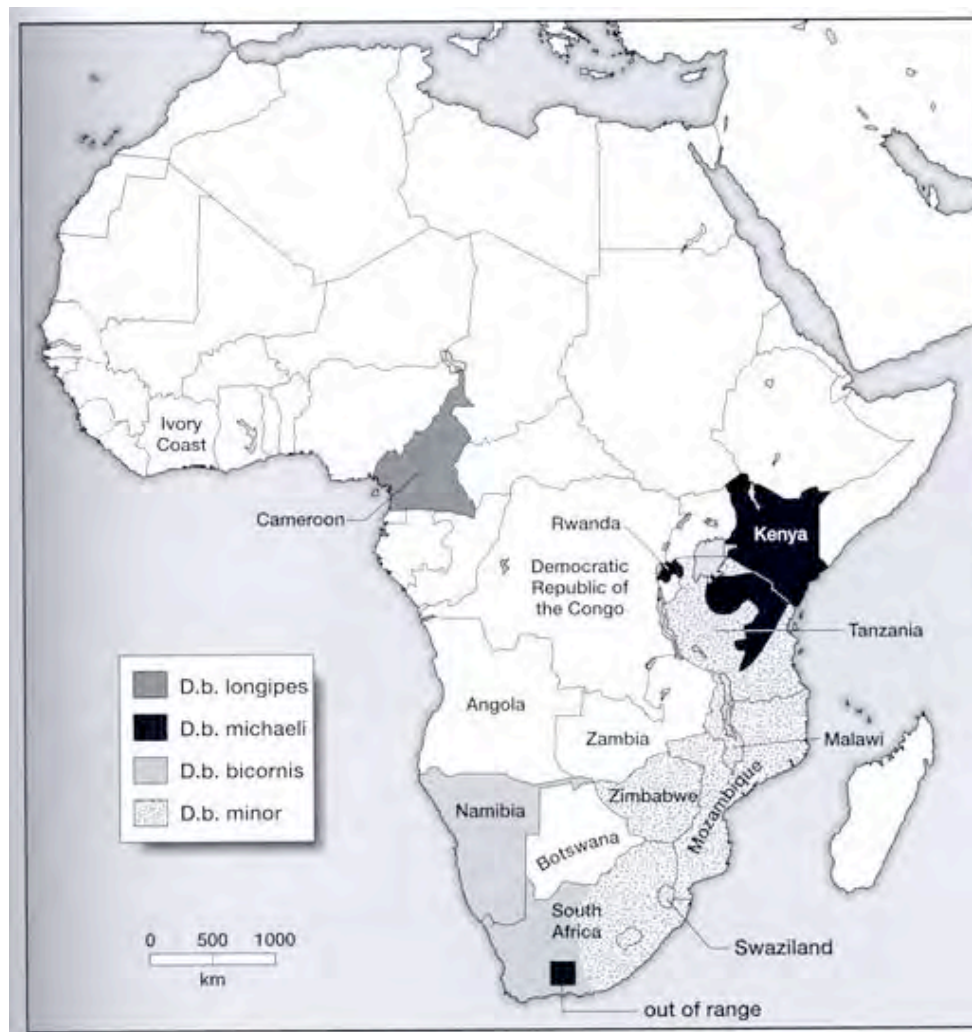 Ivory
Coast
Cameroon
Rwanda
Democratic
Republic of
the Congo
Kenya
Tanzania
Angola
Zambia
Malawi
Mozambique
Zimbabwe
Namibia
Botswana
South
Africa
Swaziland
out of range
D.b. longipes
D.b. michaeli
D.b. bicornis
D.b. minor
0 500 1000
km